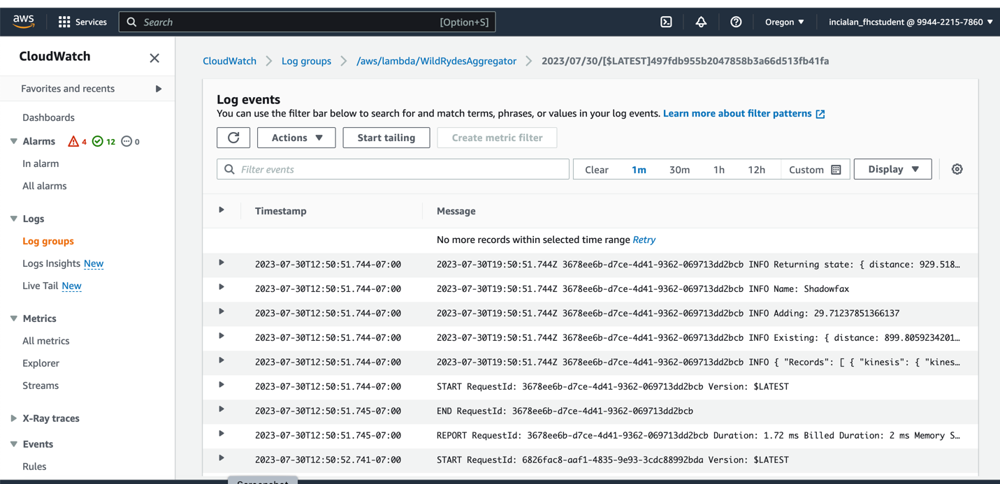 aws
Services
Search [Option+S]
Oregon
incialan_fhcstudent @ 9944-2215-7860
CloudWatch
Favorites and recents
Dashboards
Alarms 4 12 0
In alarm
All alarms
Logs
Log groups
Logs Insights New
Live Tail New
Metrics
All metrics
Explorer
Streams
X-Ray traces
Events
Rules
CloudWatch Log groups /aws/lambda/WildRydesAggregator 2023/07/30/[$LATEST]497fdb955b2047858b3a66d513fb41fa
Log events
You can use the filter bar below to search for and match terms, phrases, or values in your log events. Learn more about filter patterns
Actions Start tailing Create metric filter
Filter events Clear 1m 30m 1h 12h Custom Display
Timestamp Message
No more records within selected time range Retry
2023-07-30T12:50:51.744-07:00 2023-07-30T19:50:51.744Z 3678ee6b-d7ce-4d41-9362-069713dd2bcb INFO Returning state: { distance: 929.518…
2023-07-30T12:50:51.744-07:00 2023-07-30T19:50:51.744Z 3678ee6b-d7ce-4d41-9362-069713dd2bcb INFO Name: Shadowfax
2023-07-30T12:50:51.744-07:00 2023-07-30T19:50:51.744Z 3678ee6b-d7ce-4d41-9362-069713dd2bcb INFO Adding: 29.71237851366137
2023-07-30T12:50:51.744-07:00 2023-07-30T19:50:51.744Z 3678ee6b-d7ce-4d41-9362-069713dd2bcb INFO Existing: { distance: 899.8059234201…
2023-07-30T12:50:51.744-07:00 2023-07-30T19:50:51.744Z 3678ee6b-d7ce-4d41-9362-069713dd2bcb INFO { "Records": [ { "kinesis": { "kines…
2023-07-30T12:50:51.744-07:00 START RequestId: 3678ee6b-d7ce-4d41-9362-069713dd2bcb Version: $LATEST
2023-07-30T12:50:51.745-07:00 END RequestId: 3678ee6b-d7ce-4d41-9362-069713dd2bcb
2023-07-30T12:50:51.745-07:00 REPORT RequestId: 3678ee6b-d7ce-4d41-9362-069713dd2bcb Duration: 1.72 ms Billed Duration: 2 ms Memory S…
2023-07-30T12:50:52.741-07:00 START RequestId: 6826fac8-aaf1-4835-9e93-3cdc88992bda Version: $LATEST
Screenshot